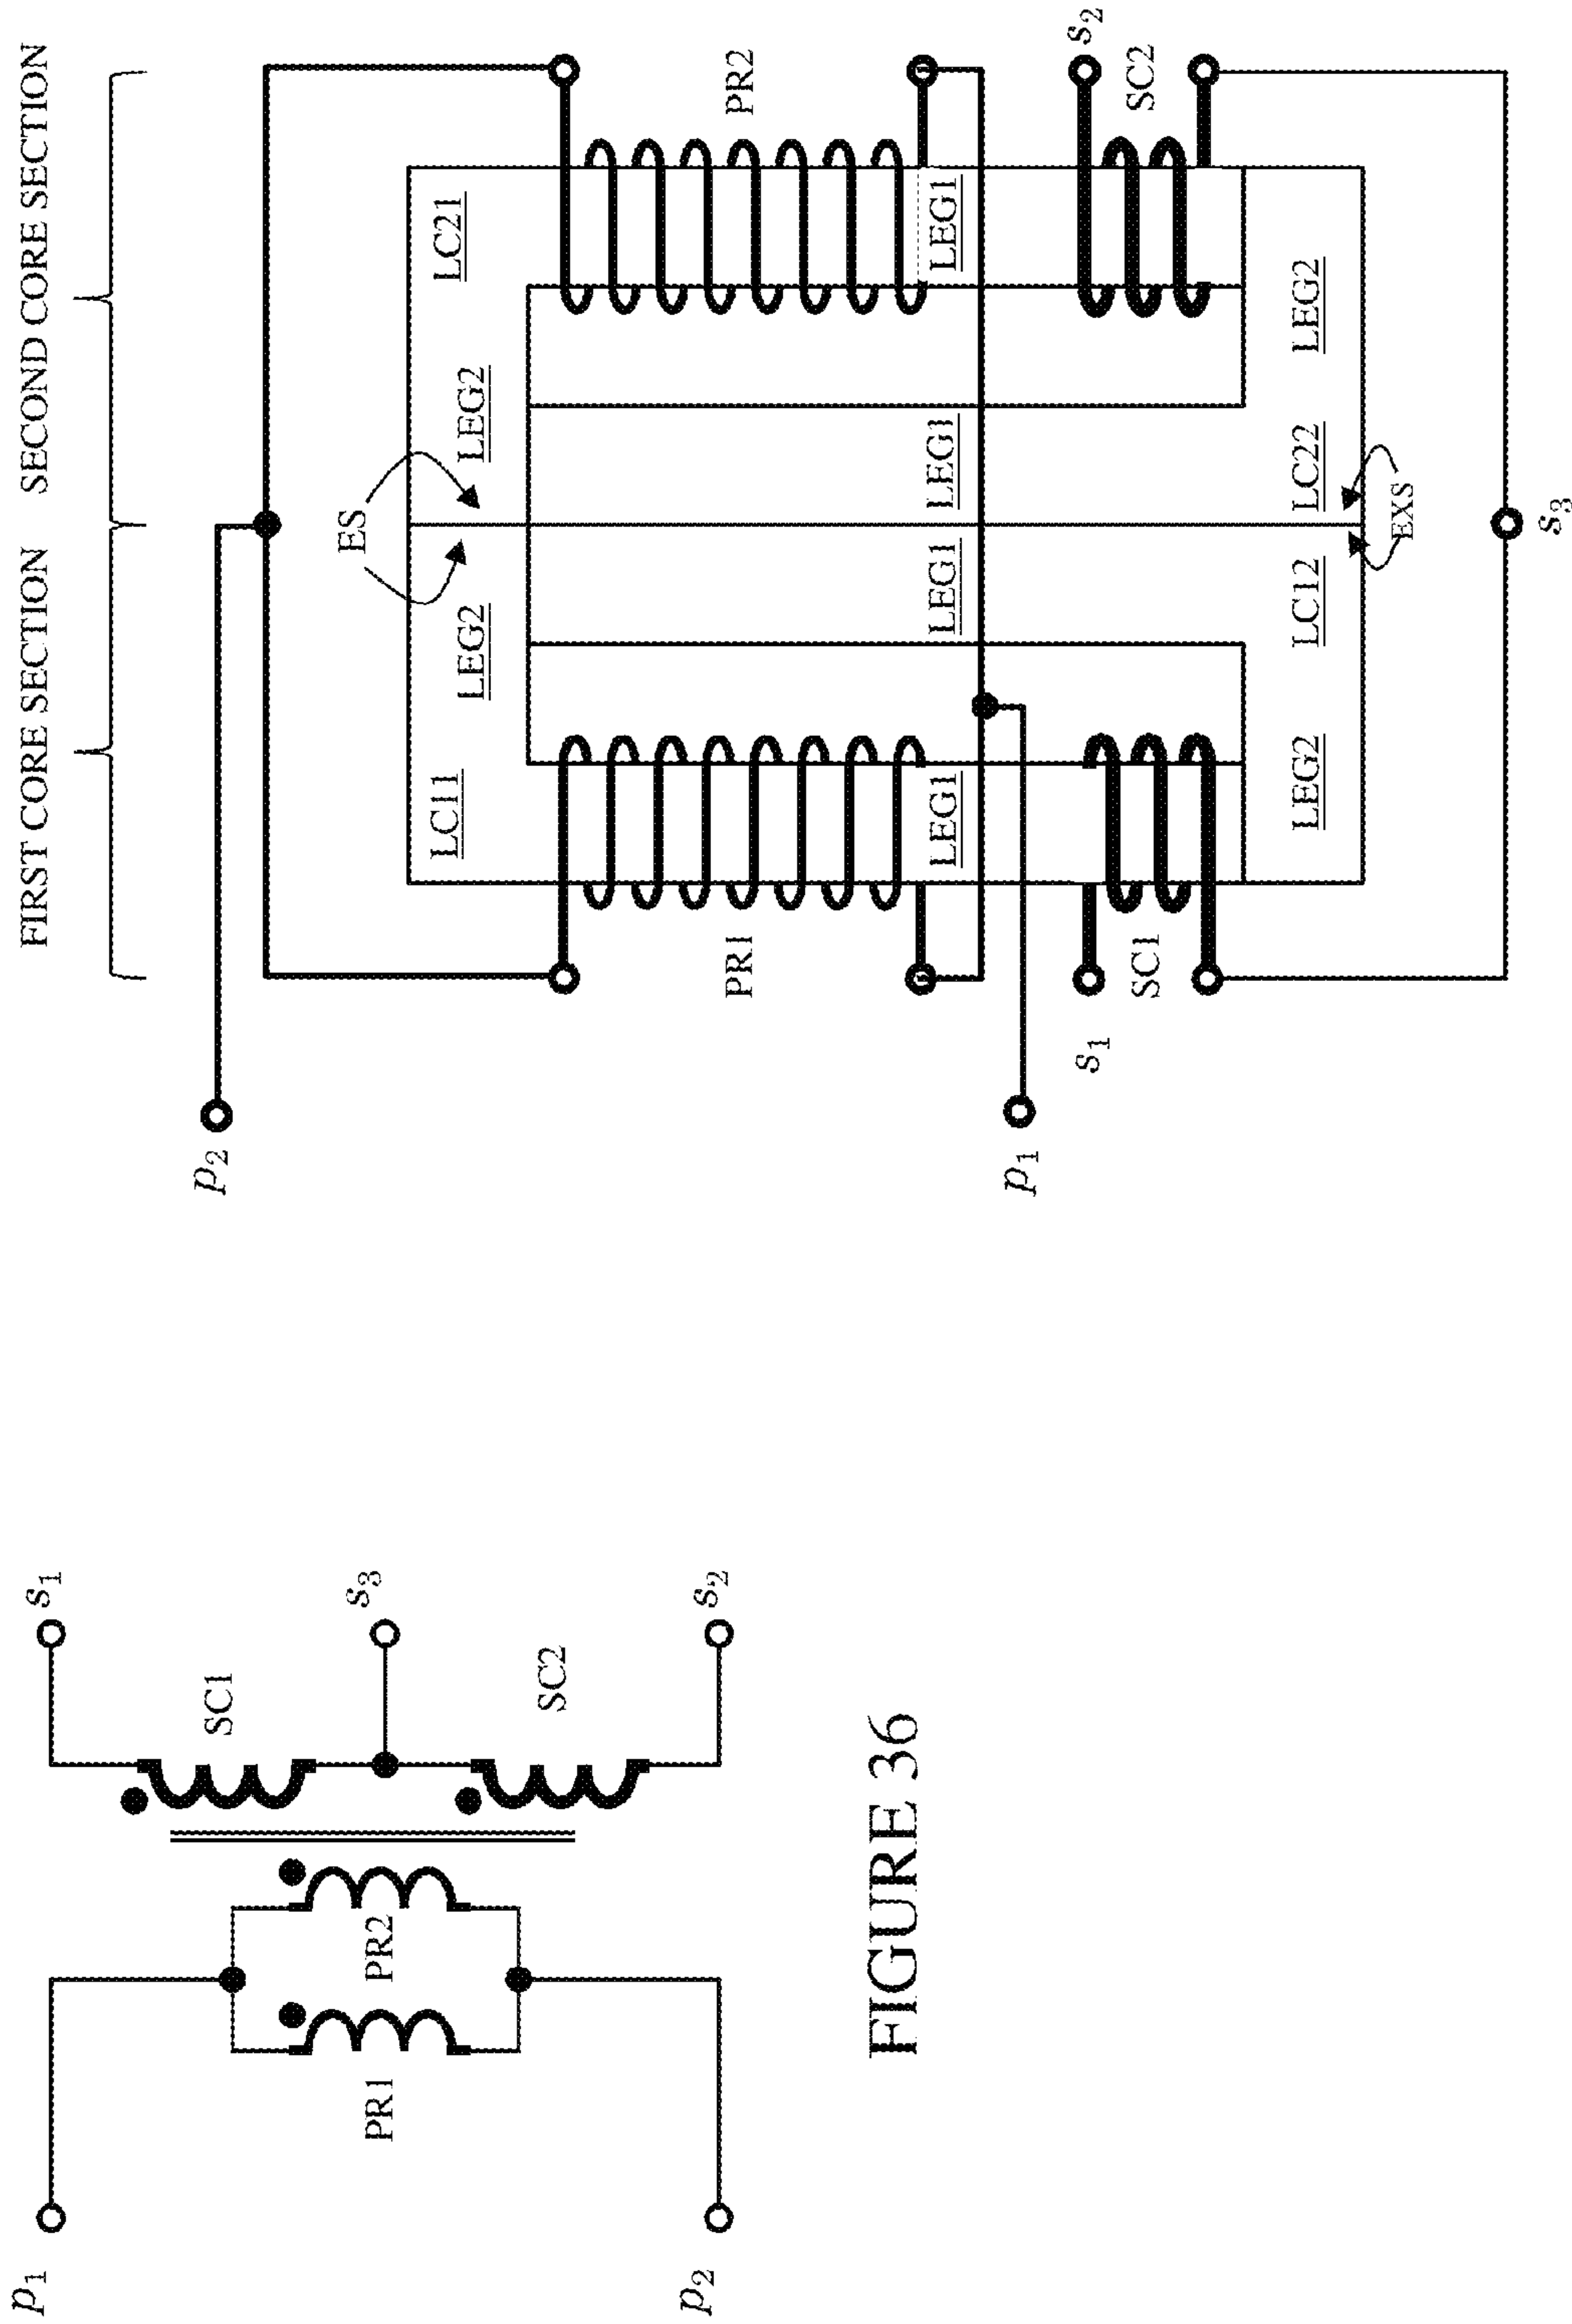 FIRST CORE SECTION SECOND CORE SECTION
p₂
ES
LC11 LEG2 LEG2 LC21
PR1 PR2
LEG1 LEG1 LEG1 LEG1
p₁
s₁ s₂
SC1 SC2
LEG2 LC12 LC22 LEG2
EXS
s₃
p₁ s₁
SC1
PR1 PR2 s₃
SC2
p₂ s₂
FIGURE 36